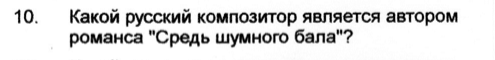 10. Какой русский композитор является автором
романса "Средь шумного бала"?